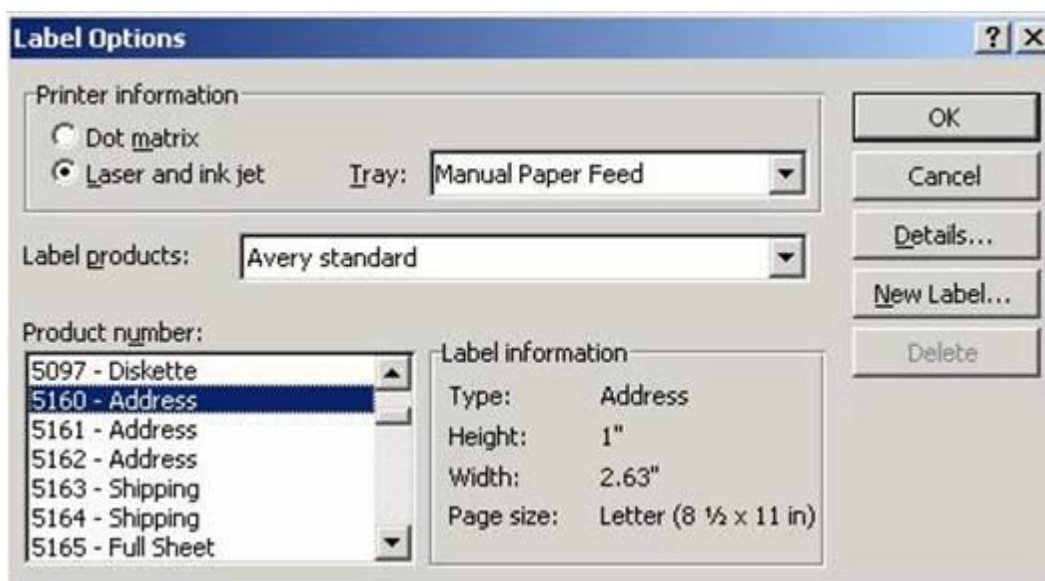 Label Options
Printer information
Dot matrix
Laser and ink jet
Tray: Manual Paper Feed
Label products: Avery standard
Product number:
5097 - Diskette
5160 - Address
5161 - Address
5162 - Address
5163 - Shipping
5164 - Shipping
5165 - Full Sheet
Label information
Type: Address
Height: 1"
Width: 2.63"
Page size: Letter (8 ½ x 11 in)
OK
Cancel
Details...
New Label...
Delete